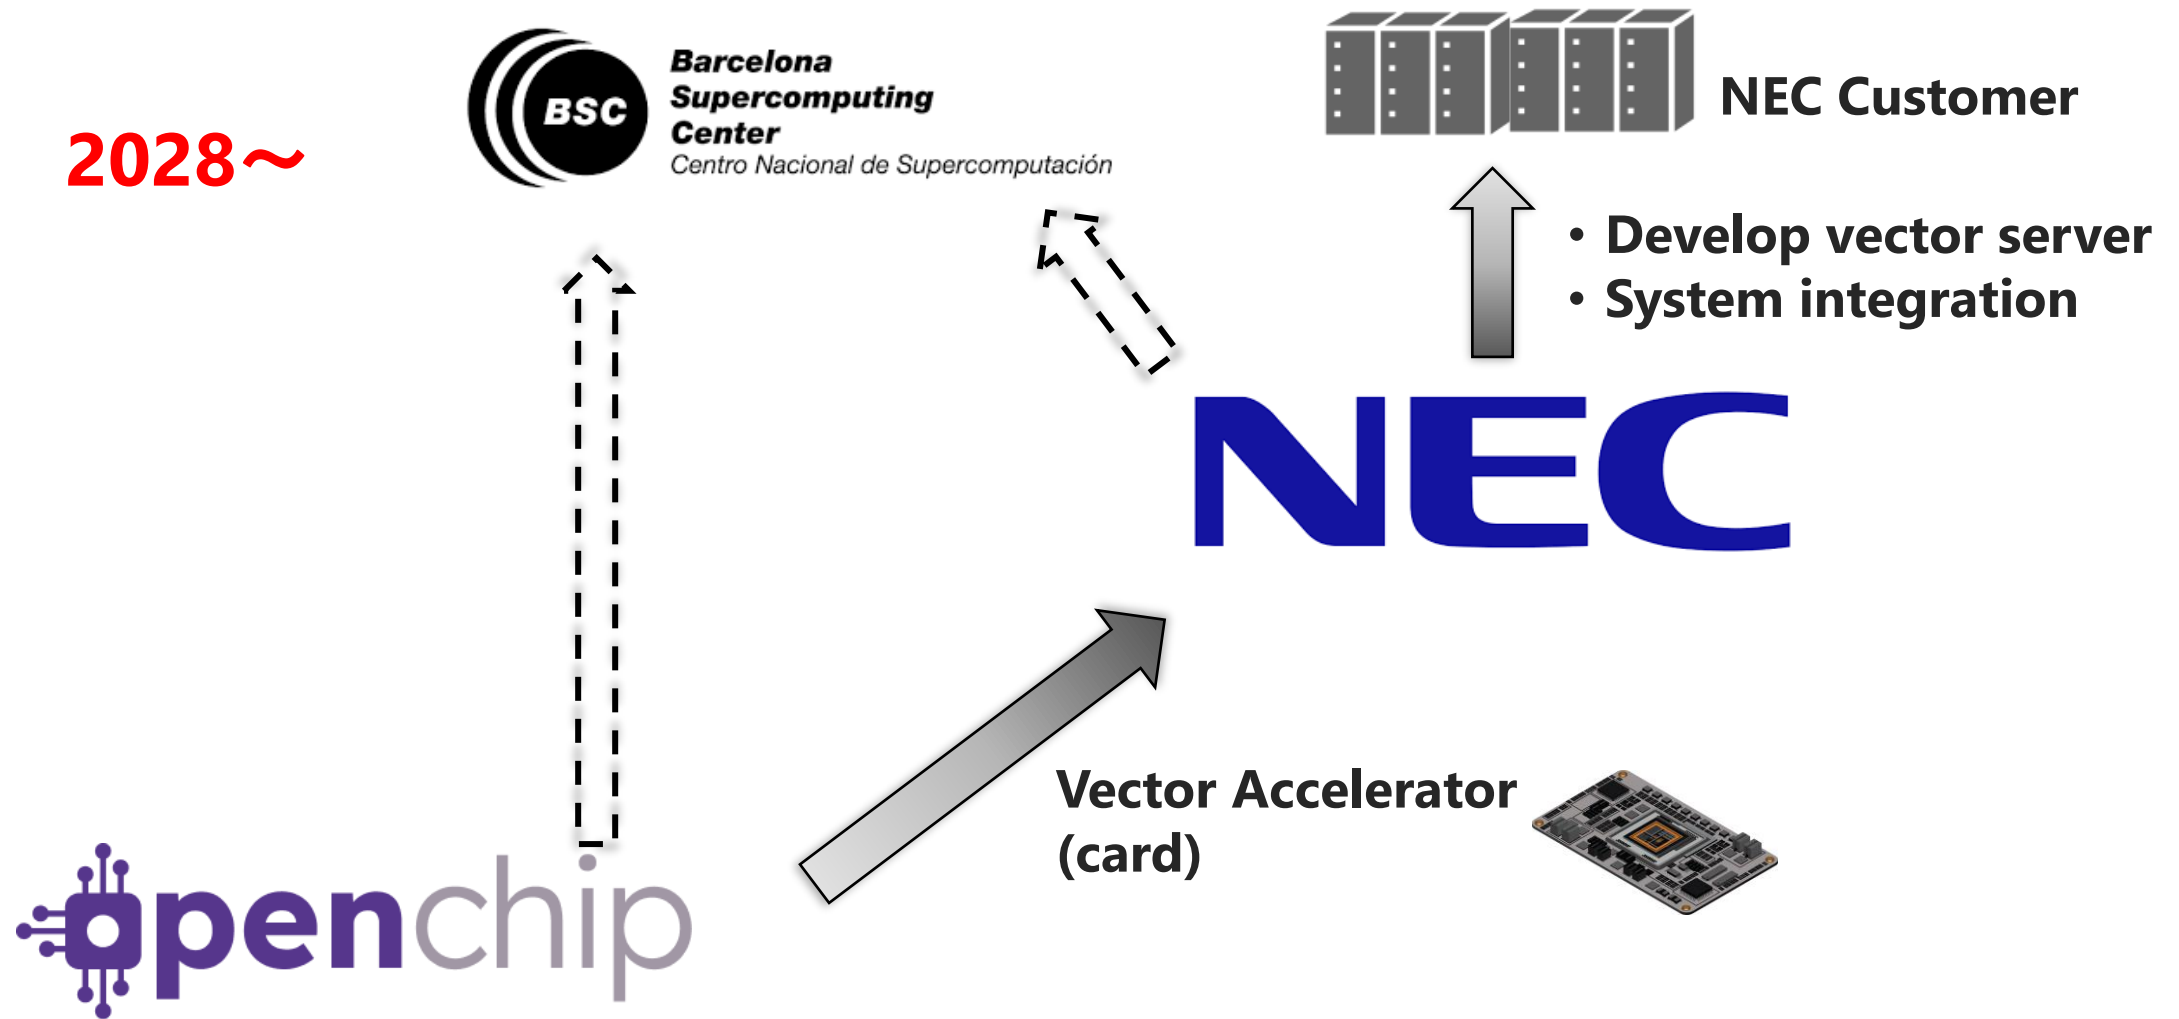 2028～
BSC
Barcelona
Supercomputing
Center
Centro Nacional de Supercomputación
NEC Customer
• Develop vector server
• System integration
NEC
Vector Accelerator
(card)
openchip